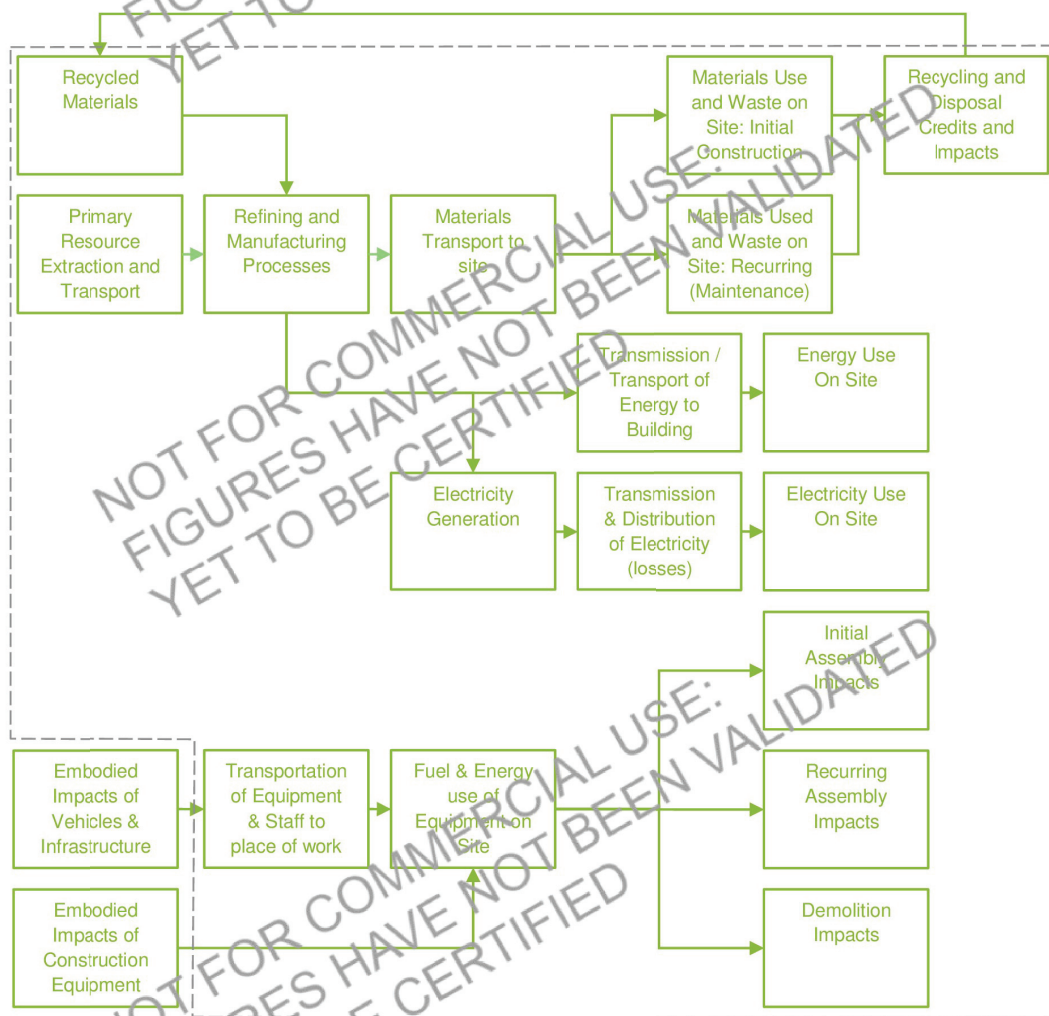 FIGURES
YET TO
Recycled
Materials
Materials Use
and Waste on
Site: Initial
Construction
Recycling and
Disposal
Credits and
Impacts
Primary
Resource
Extraction and
Transport
Refining and
Manufacturing
Processes
Materials
Transport to
site
Materials Used
and Waste on
Site: Recurring
(Maintenance)
Transmission /
Transport of
Energy to
Building
Energy Use
On Site
Electricity
Generation
Transmission
& Distribution
of Electricity
(losses)
Electricity Use
On Site
NOT FOR COMMERCIAL USE:
FIGURES HAVE NOT BEEN VALIDATED
YET TO BE CERTIFIED
Initial
Assembly
Impacts
Embodied
Impacts of
Vehicles &
Infrastructure
Transportation
of Equipment
& Staff to
place of work
Fuel & Energy
use of
Equipment on
Site
Recurring
Assembly
Impacts
Embodied
Impacts of
Construction
Equipment
Demolition
Impacts
NOT FOR COMMERCIAL USE:
RES HAVE NOT BEEN VALIDATED
BE CERTIFIED